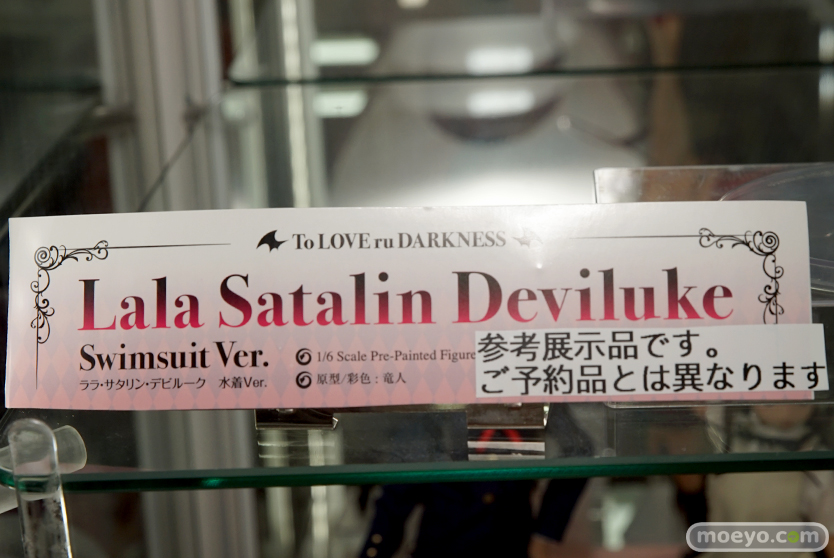 To LOVE ru DARKNESS
Lala Satalin Deviluke
Swimsuit Ver.
ララ・サタリン・デビルーク 水着Ver.
1/6 Scale Pre-Painted Figure
原型/彩色：竜人
参考展示品です。
ご予約品とは異なります
moeyo.com